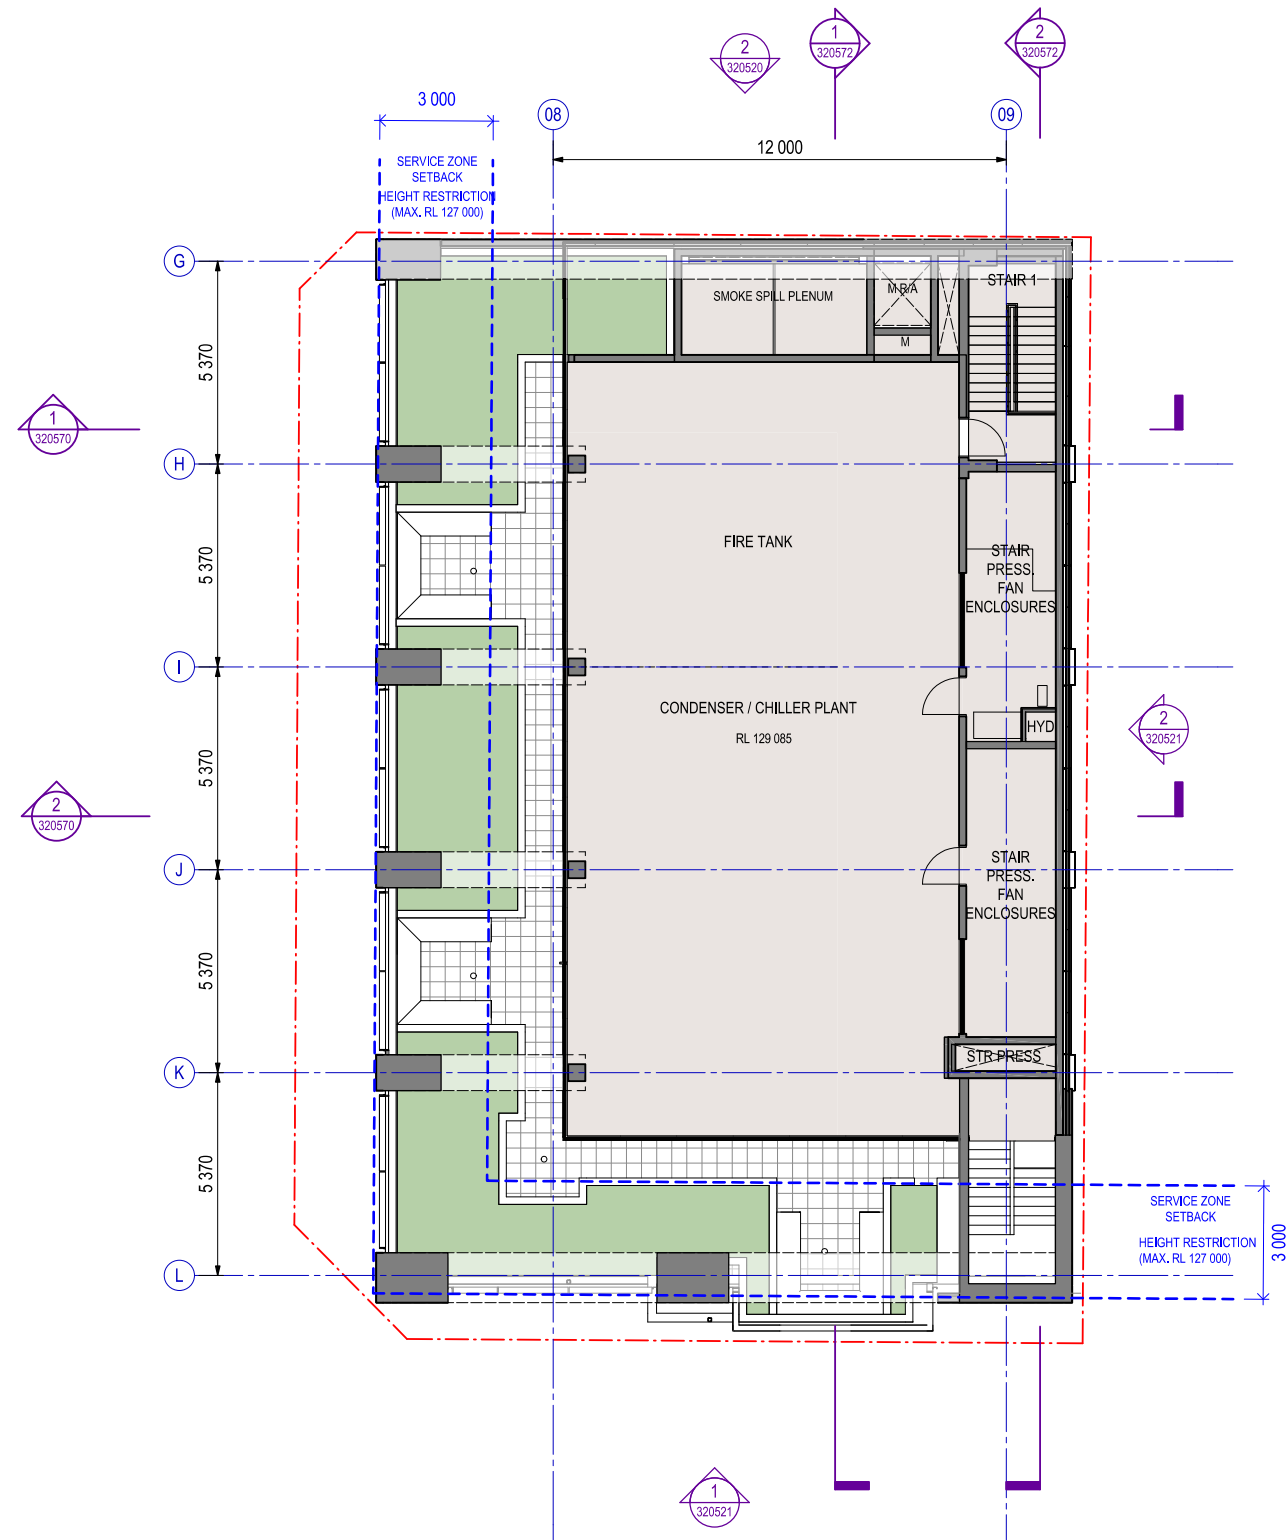 1
320572
2
320572
2
320520
3 000
08
09
12 000
SERVICE ZONE
SETBACK
HEIGHT RESTRICTION
(MAX. RL 127 000)
G
STAIR 1
SMOKE SPILL PLENUM
M R/A
M
5 370
1
320570
H
FIRE TANK
5 370
STAIR
PRESS.
FAN
ENCLOSURES
I
CONDENSER / CHILLER PLANT
RL 129 085
HYD
2
320521
5 370
2
320570
J
STAIR
PRESS.
FAN
ENCLOSURES
5 370
STR PRESS
K
5 370
SERVICE ZONE
SETBACK
HEIGHT RESTRICTION
(MAX. RL 127 000)
3 000
L
1
320521